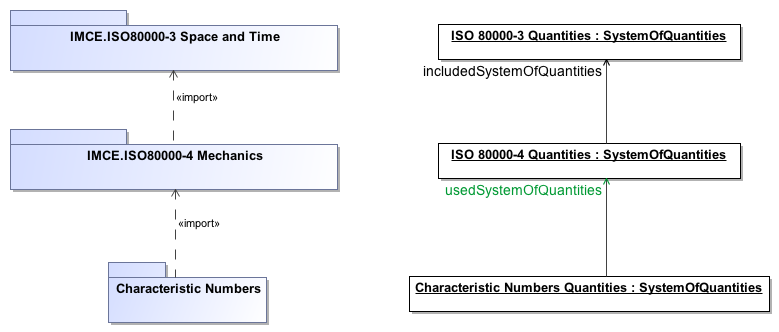 IMCE.ISO80000-3 Space and Time
«import»
IMCE.ISO80000-4 Mechanics
«import»
Characteristic Numbers
ISO 80000-3 Quantities : SystemOfQuantities
includedSystemOfQuantities
ISO 80000-4 Quantities : SystemOfQuantities
usedSystemOfQuantities
Characteristic Numbers Quantities : SystemOfQuantities